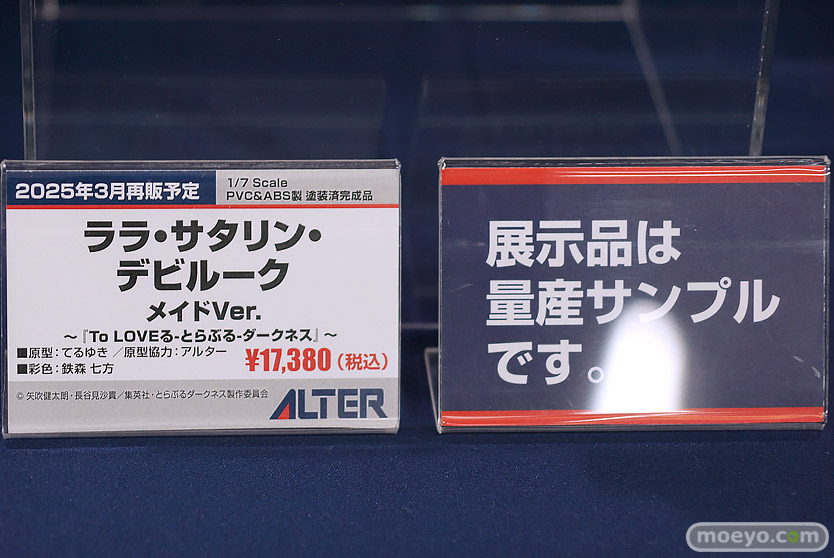 2025年3月再販予定
1/7 Scale
PVC&ABS製 塗装済完成品
ララ・サタリン・
デビルーク
メイドVer.
～『To LOVEる-とらぶる-ダークネス』～
■原型：てるゆき ／原型協力：アルター
■彩色：鉄森 七方
¥17,380（税込）
© 矢吹健太朗・長谷見沙貴／集英社・とらぶるダークネス製作委員会
ALTER
展示品は
量産サンプル
です。
moeyo.com